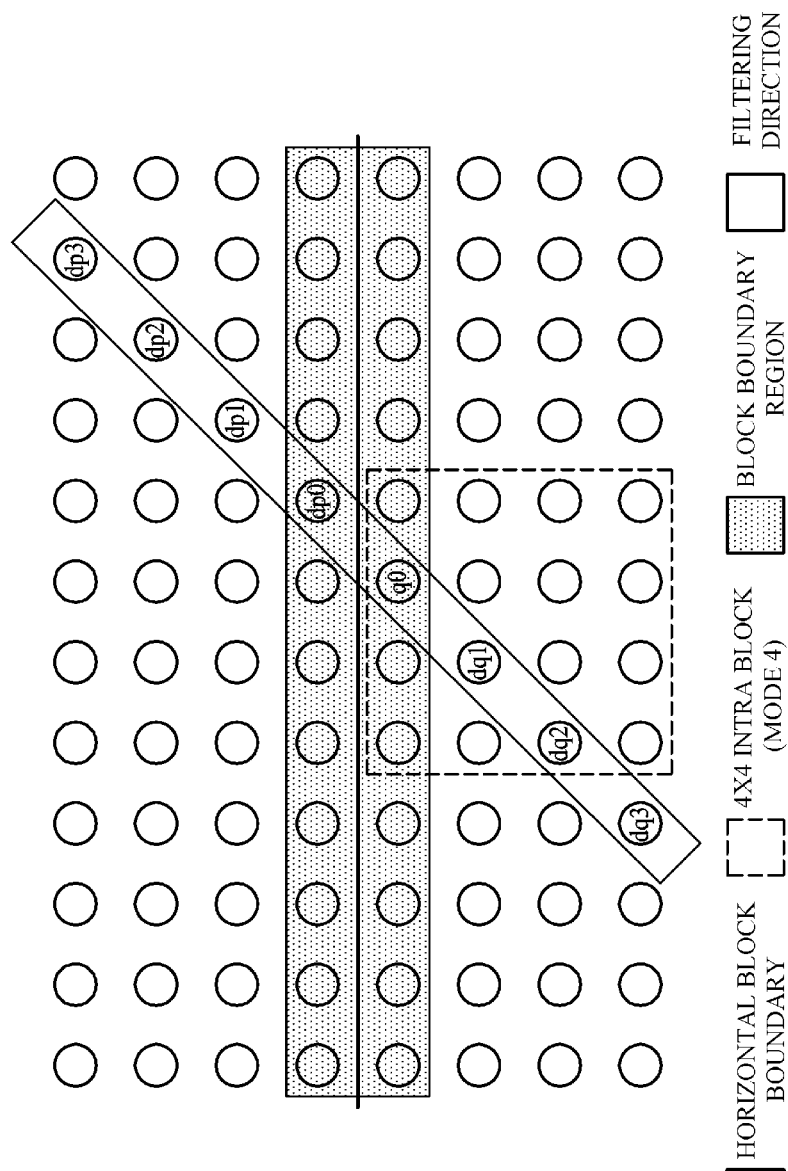 dp3
dp2
dp1
dp0
q0
dq1
dq2
dq3
HORIZONTAL BLOCK
BOUNDARY
4X4 INTRA BLOCK
(MODE 4)
BLOCK BOUNDARY
REGION
FILTERING
DIRECTION